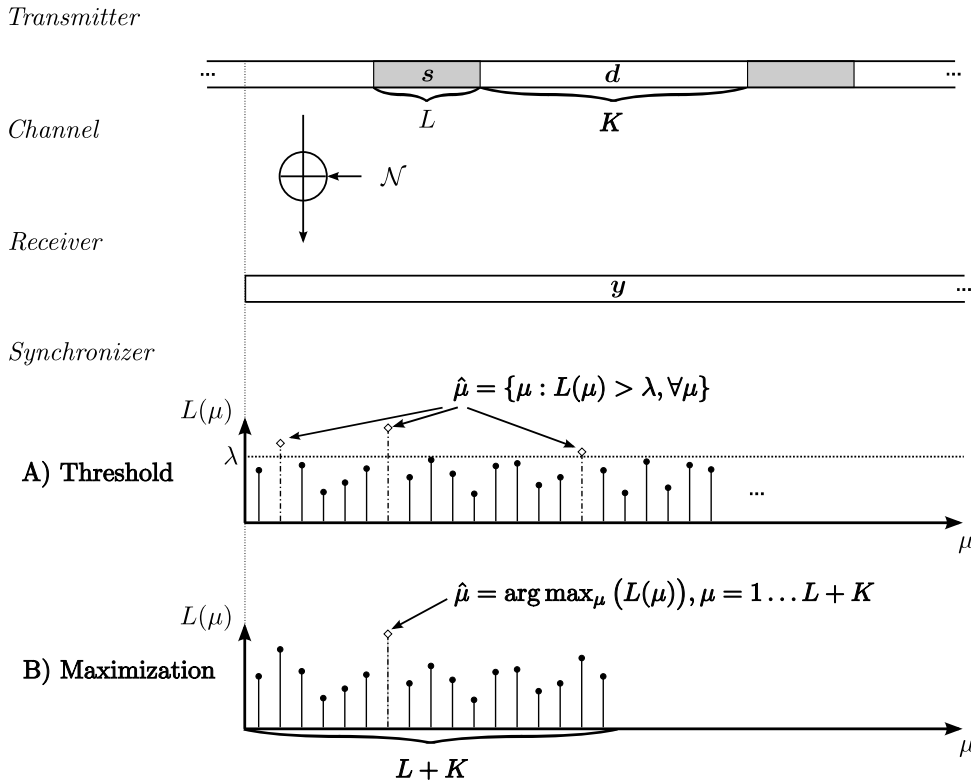 Transmitter
... s d ...
L K
Channel
𝒩
Receiver
y ...
Synchronizer
μ̂ = {μ : L(μ) > λ, ∀μ}
L(μ)
λ
A) Threshold
...
μ
μ̂ = arg max_μ (L(μ)), μ = 1 … L + K
L(μ)
B) Maximization
μ
L + K